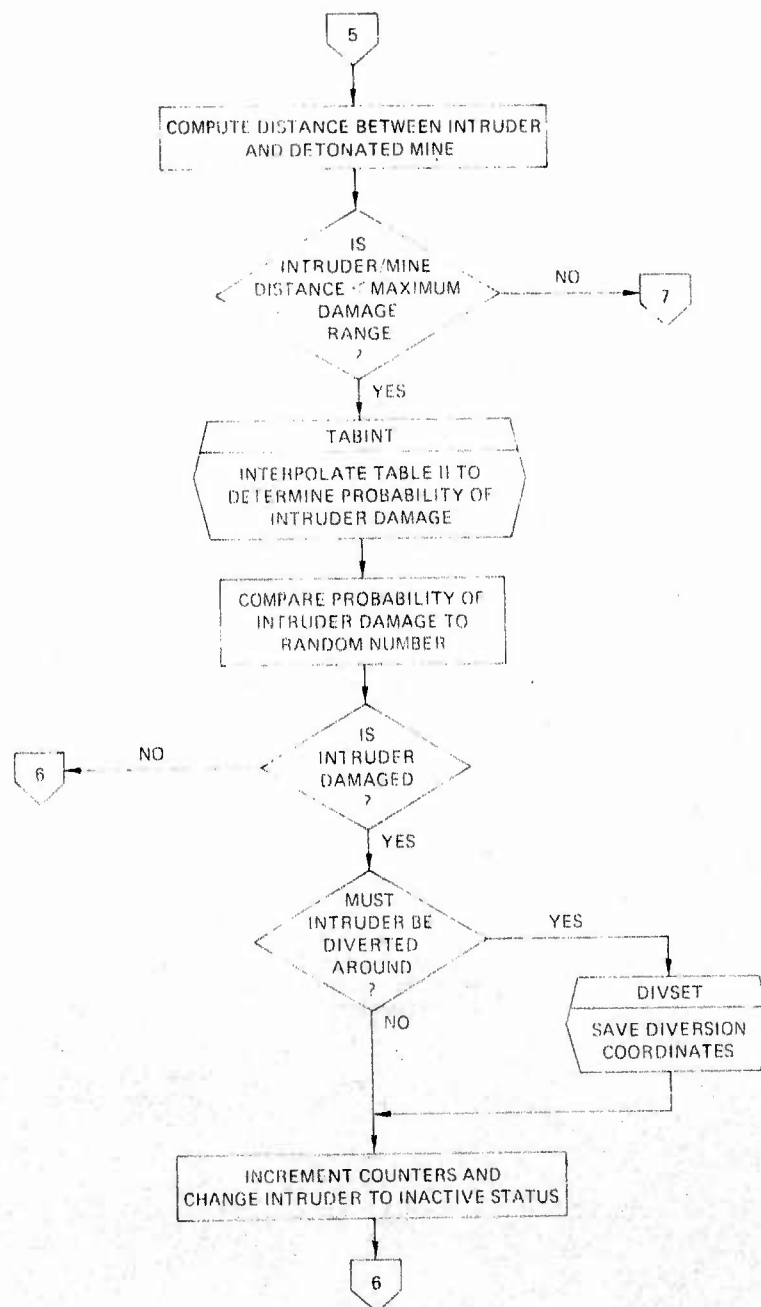 5
COMPUTE DISTANCE BETWEEN INTRUDER
AND DETONATED MINE
IS
INTRUDER/MINE
DISTANCE < MAXIMUM
DAMAGE
RANGE
?
NO
7
YES
TABINT
INTERPOLATE TABLE II TO
DETERMINE PROBABILITY OF
INTRUDER DAMAGE
COMPARE PROBABILITY OF
INTRUDER DAMAGE TO
RANDOM NUMBER
IS
INTRUDER
DAMAGED
?
NO
6
YES
MUST
INTRUDER BE
DIVERTED
AROUND
?
YES
NO
DIVSET
SAVE DIVERSION
COORDINATES
INCREMENT COUNTERS AND
CHANGE INTRUDER TO INACTIVE STATUS
6